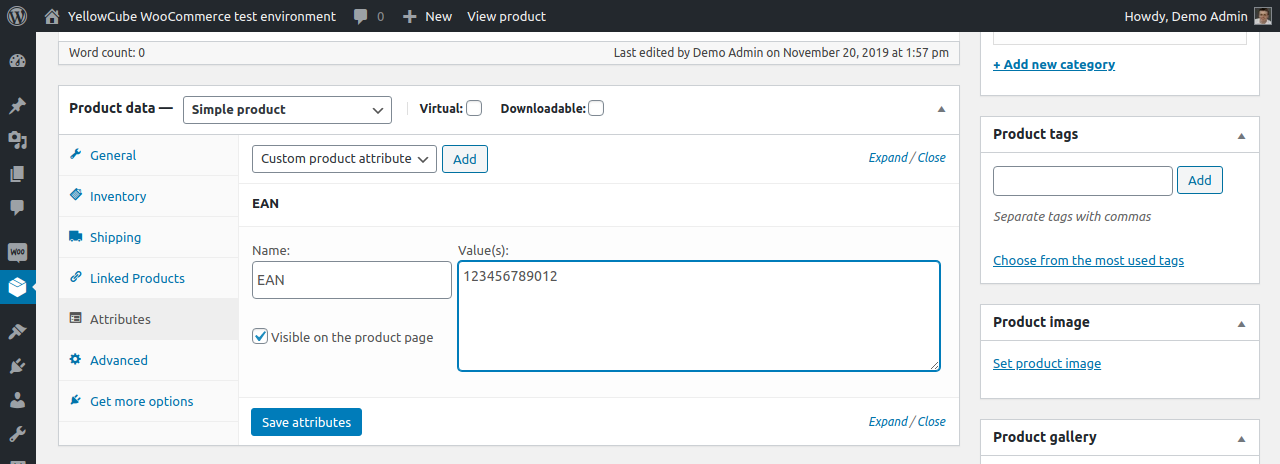 YellowCube WooCommerce test environment 0 New View product Howdy, Demo Admin
Word count: 0 Last edited by Demo Admin on November 20, 2019 at 1:57 pm
+ Add new category
Product data — Simple product Virtual: Downloadable:
General
Inventory
Shipping
Linked Products
Attributes
Advanced
Get more options
Custom product attribute Add Expand / Close
EAN
Name: Value(s):
EAN 123456789012
Visible on the product page
Save attributes Expand / Close
Product tags
Add
Separate tags with commas
Choose from the most used tags
Product image
Set product image
Product gallery
Woo